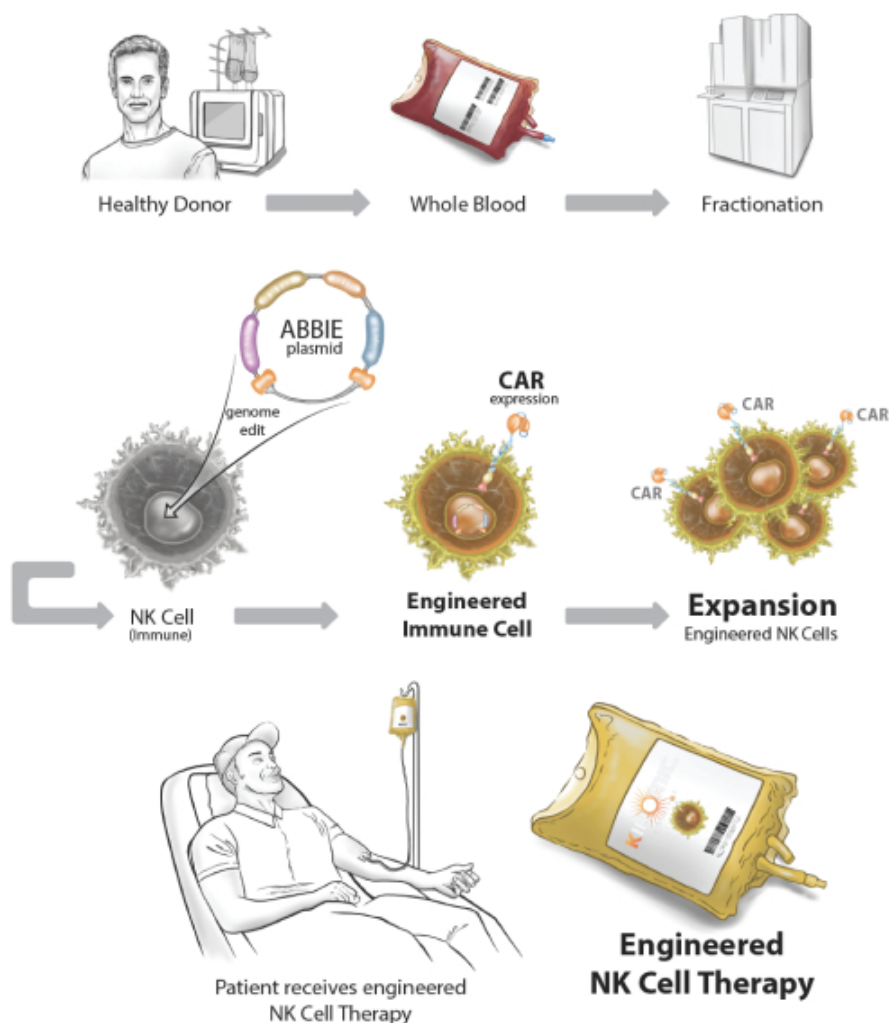 Healthy Donor
Whole Blood
Fractionation
ABBIE
plasmid
genome
edit
CAR
expression
CAR
CAR
CAR
NK Cell
(Immune)
Engineered
Immune Cell
Expansion
Engineered NK Cells
Patient receives engineered
NK Cell Therapy
Engineered
NK Cell Therapy